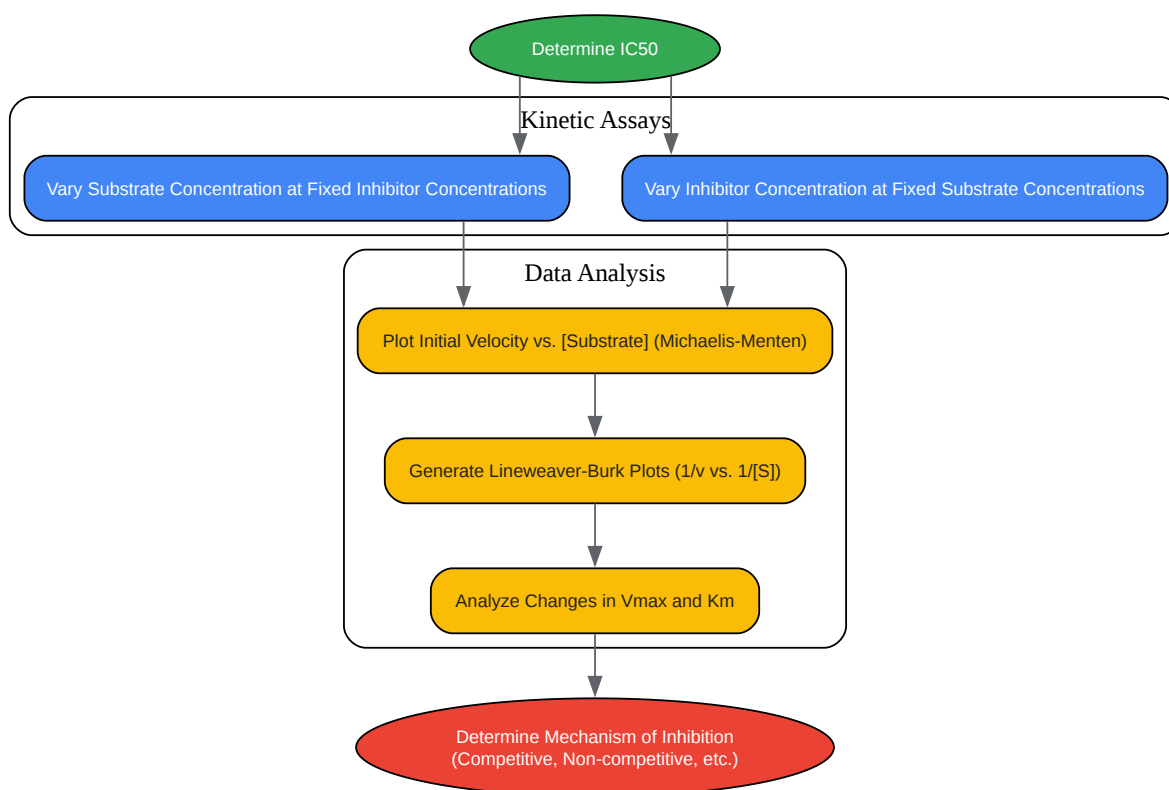 Determine IC50
Kinetic Assays
Vary Substrate Concentration at Fixed Inhibitor Concentrations
Vary Inhibitor Concentration at Fixed Substrate Concentrations
Data Analysis
Plot Initial Velocity vs. [Substrate] (Michaelis-Menten)
Generate Lineweaver-Burk Plots (1/v vs. 1/[S])
Analyze Changes in Vmax and Km
Determine Mechanism of Inhibition
(Competitive, Non-competitive, etc.)